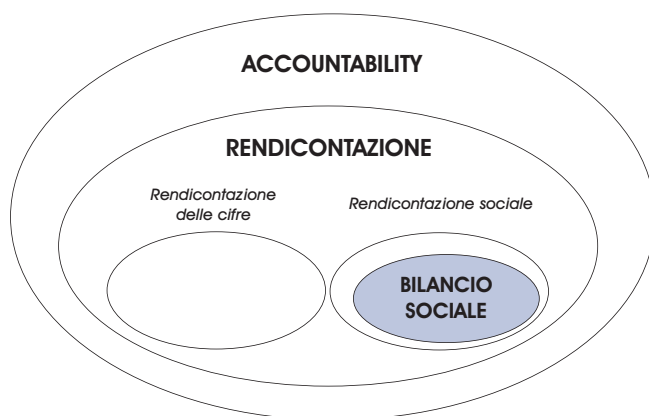 ACCOUNTABILITY
RENDICONTAZIONE
Rendicontazione
delle cifre
Rendicontazione sociale
BILANCIO
SOCIALE